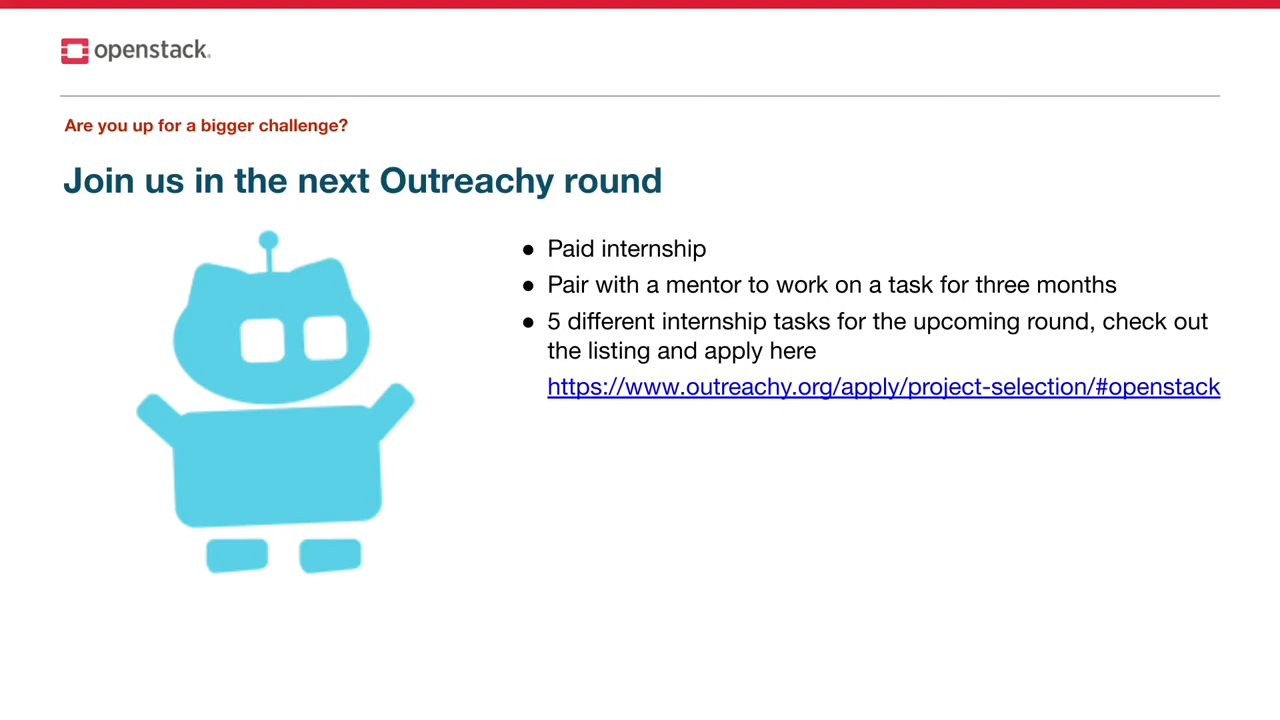 openstack.
Are you up for a bigger challenge?
Join us in the next Outreachy round
● Paid internship
● Pair with a mentor to work on a task for three months
● 5 different internship tasks for the upcoming round, check out
the listing and apply here
https://www.outreachy.org/apply/project-selection/#openstack